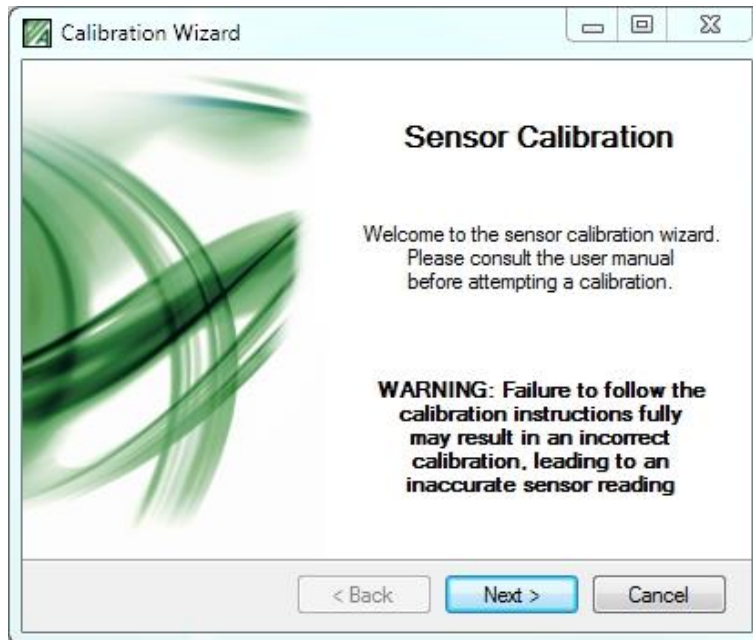 Calibration Wizard
Sensor Calibration
Welcome to the sensor calibration wizard.
Please consult the user manual
before attempting a calibration.
WARNING: Failure to follow the
calibration instructions fully
may result in an incorrect
calibration, leading to an
inaccurate sensor reading
< Back
Next >
Cancel